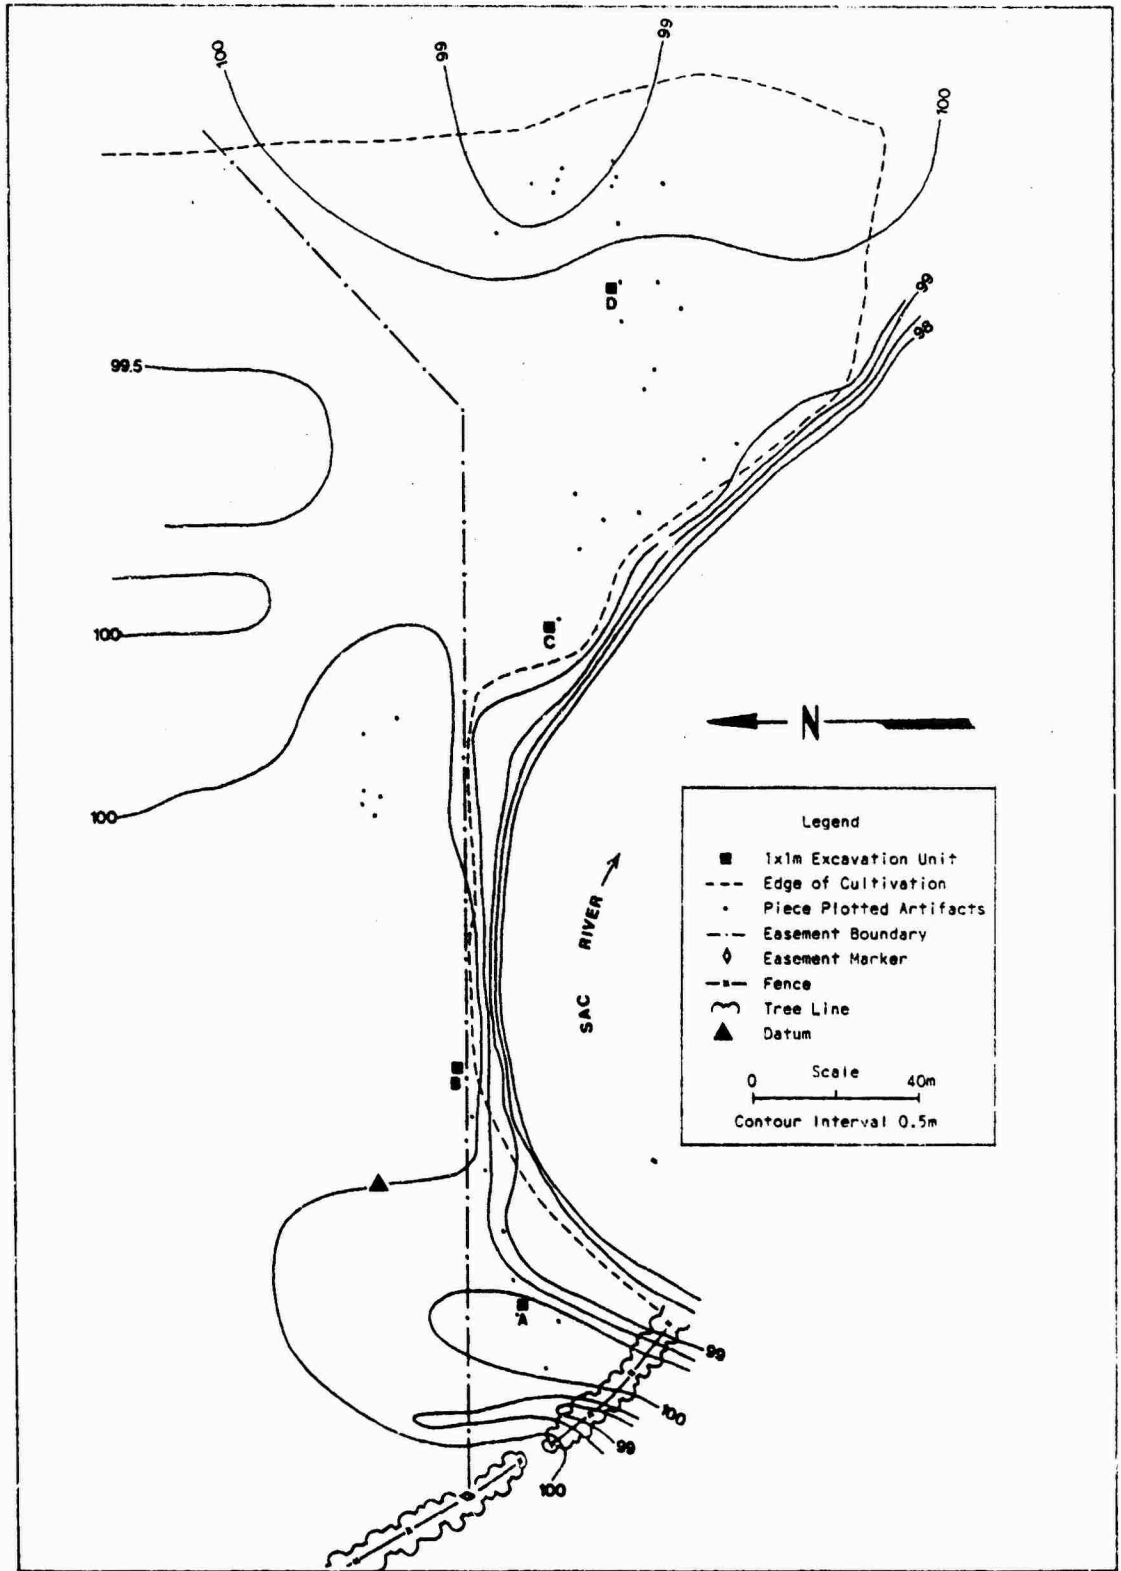 100
99
99
100
D
99
98
99.5
100
C
N
100
Legend
1x1m Excavation Unit
Edge of Cultivation
Piece Plotted Artifacts
Easement Boundary
Easement Marker
Fence
Tree Line
Datum
Scale
0 40m
Contour Interval 0.5m
SAC RIVER
B
A
99
100
99
100